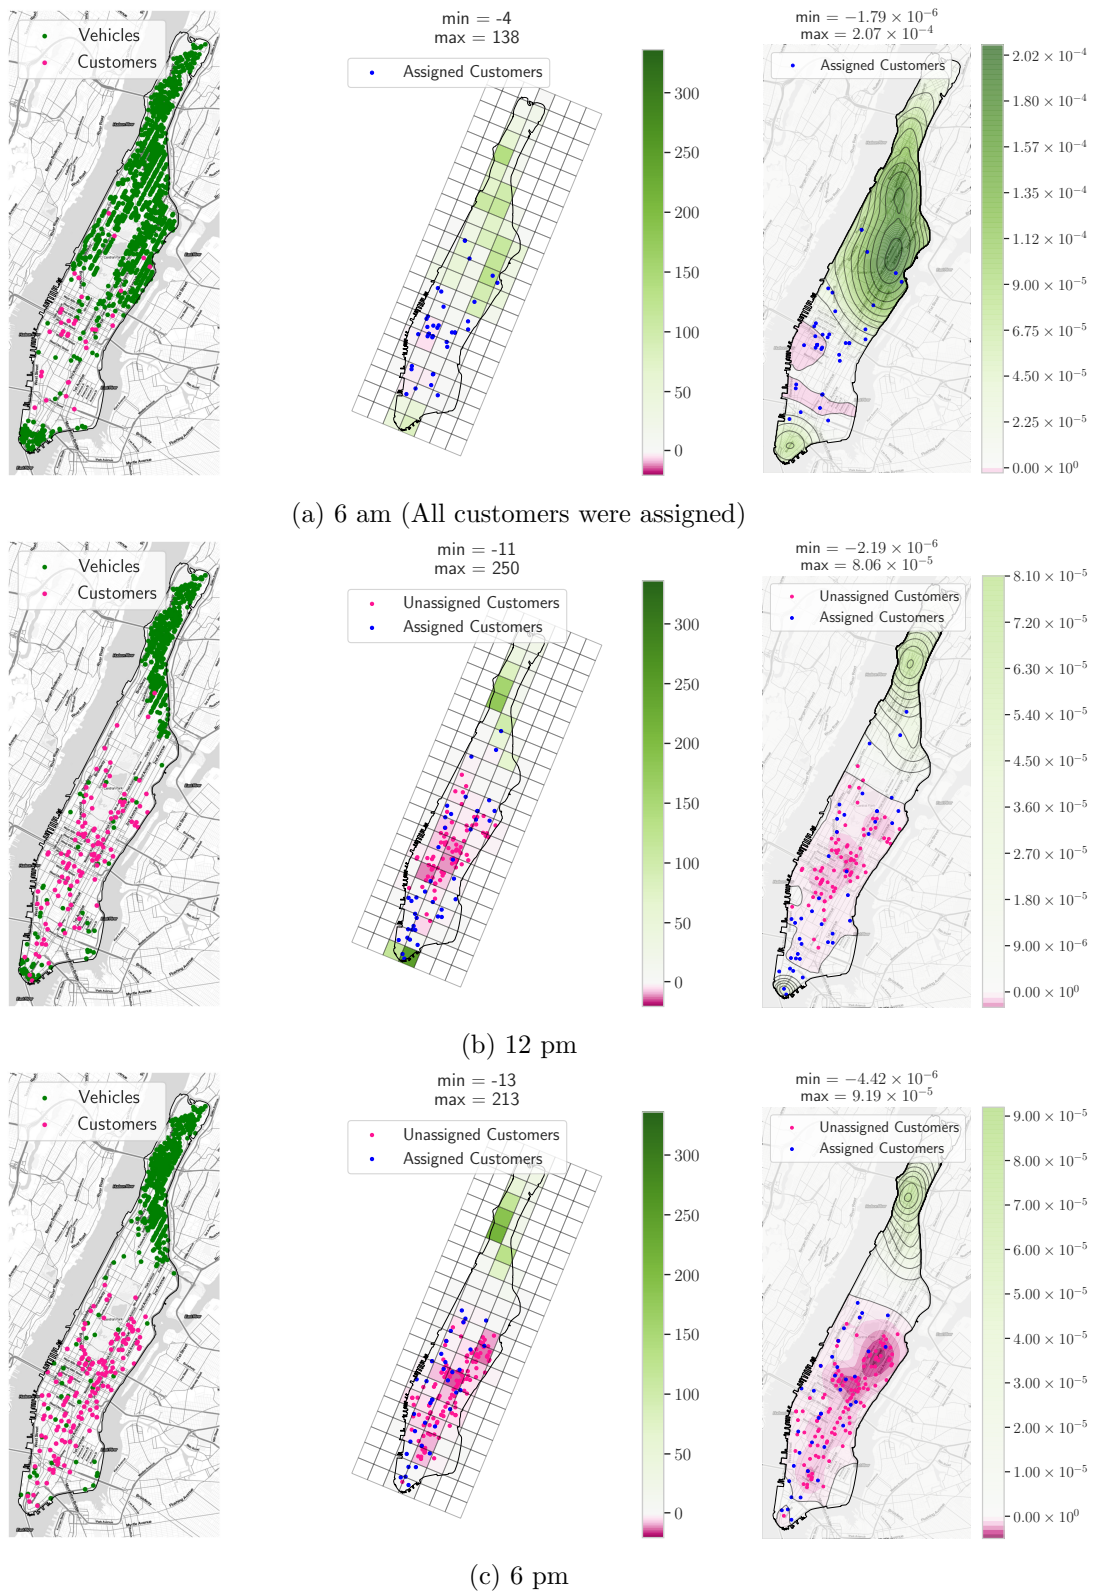 Vehicles
Customers
min = -4
max = 138
Assigned Customers
300
250
200
150
100
50
0
min = −1.79 × 10⁻⁶
max = 2.07 × 10⁻⁴
Assigned Customers
2.02 × 10⁻⁴
1.80 × 10⁻⁴
1.57 × 10⁻⁴
1.35 × 10⁻⁴
1.12 × 10⁻⁴
9.00 × 10⁻⁵
6.75 × 10⁻⁵
4.50 × 10⁻⁵
2.25 × 10⁻⁵
0.00 × 10⁰
(a) 6 am (All customers were assigned)
Vehicles
Customers
min = -11
max = 250
Unassigned Customers
Assigned Customers
300
250
200
150
100
50
0
min = −2.19 × 10⁻⁶
max = 8.06 × 10⁻⁵
Unassigned Customers
Assigned Customers
8.10 × 10⁻⁵
7.20 × 10⁻⁵
6.30 × 10⁻⁵
5.40 × 10⁻⁵
4.50 × 10⁻⁵
3.60 × 10⁻⁵
2.70 × 10⁻⁵
1.80 × 10⁻⁵
9.00 × 10⁻⁶
0.00 × 10⁰
(b) 12 pm
Vehicles
Customers
min = -13
max = 213
Unassigned Customers
Assigned Customers
300
250
200
150
100
50
0
min = −4.42 × 10⁻⁶
max = 9.19 × 10⁻⁵
Unassigned Customers
Assigned Customers
9.00 × 10⁻⁵
8.00 × 10⁻⁵
7.00 × 10⁻⁵
6.00 × 10⁻⁵
5.00 × 10⁻⁵
4.00 × 10⁻⁵
3.00 × 10⁻⁵
2.00 × 10⁻⁵
1.00 × 10⁻⁵
0.00 × 10⁰
(c) 6 pm